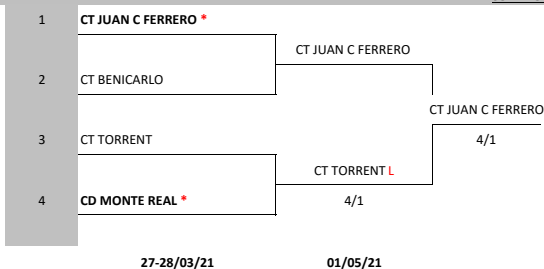 1 CT JUAN C FERRERO *
CT JUAN C FERRERO
2 CT BENICARLO
CT JUAN C FERRERO
3 CT TORRENT
4/1
CT TORRENT L
4 CD MONTE REAL *
4/1
27-28/03/21 01/05/21